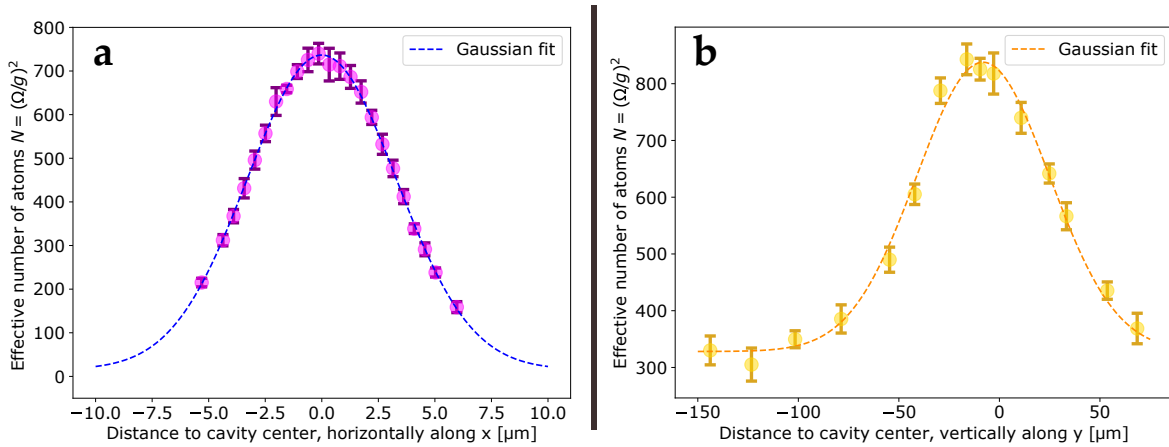 a
Gaussian fit
Effective number of atoms N = (Ω/g)²
800
700
600
500
400
300
200
100
0
−10.0 −7.5 −5.0 −2.5 0.0 2.5 5.0 7.5 10.0
Distance to cavity center, horizontally along x [μm]
b
Gaussian fit
Effective number of atoms N = (Ω/g)²
800
700
600
500
400
300
−150 −100 −50 0 50
Distance to cavity center, vertically along y [μm]